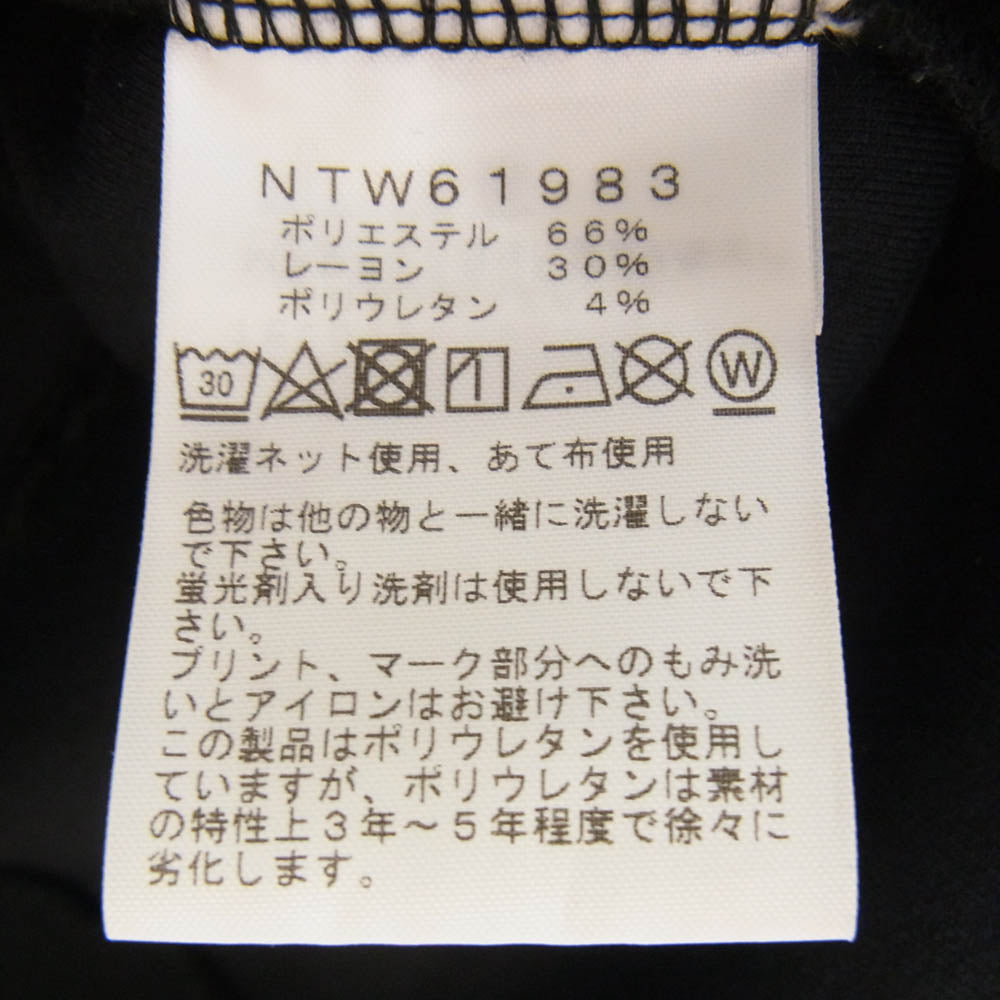 NTW61983
ポリエステル 66%
レーヨン 30%
ポリウレタン 4%
30 W
洗濯ネット使用、あて布使用
色物は他の物と一緒に洗濯しない
で下さい。
蛍光剤入り洗剤は使用しないで下
さい。
プリント、マーク部分へのもみ洗
いとアイロンはお避け下さい。
この製品はポリウレタンを使用し
ていますが、ポリウレタンは素材
の特性上3年～5年程度で徐々に
劣化します。